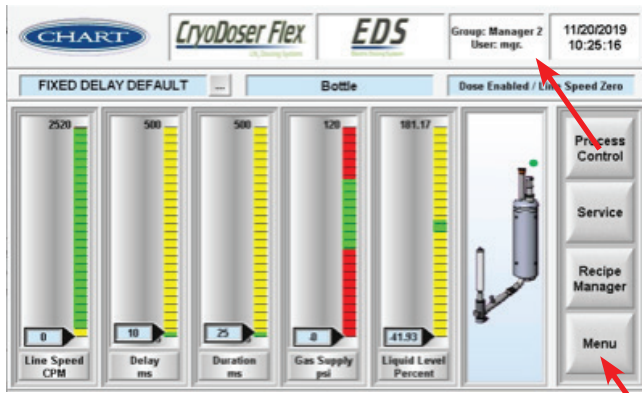 CHART
CryoDoser Flex
EDS
Group: Manager 2
User: mgr.
11/20/2019
10:25:16
FIXED DELAY DEFAULT
...
Bottle
Dose Enabled / Line Speed Zero
2520
500
500
120
181.17
0
10
25
-41.93
Line Speed
CPM
Delay
ms
Duration
ms
Gas Supply
psi
Liquid Level
Percent
Process
Control
Service
Recipe
Manager
Menu